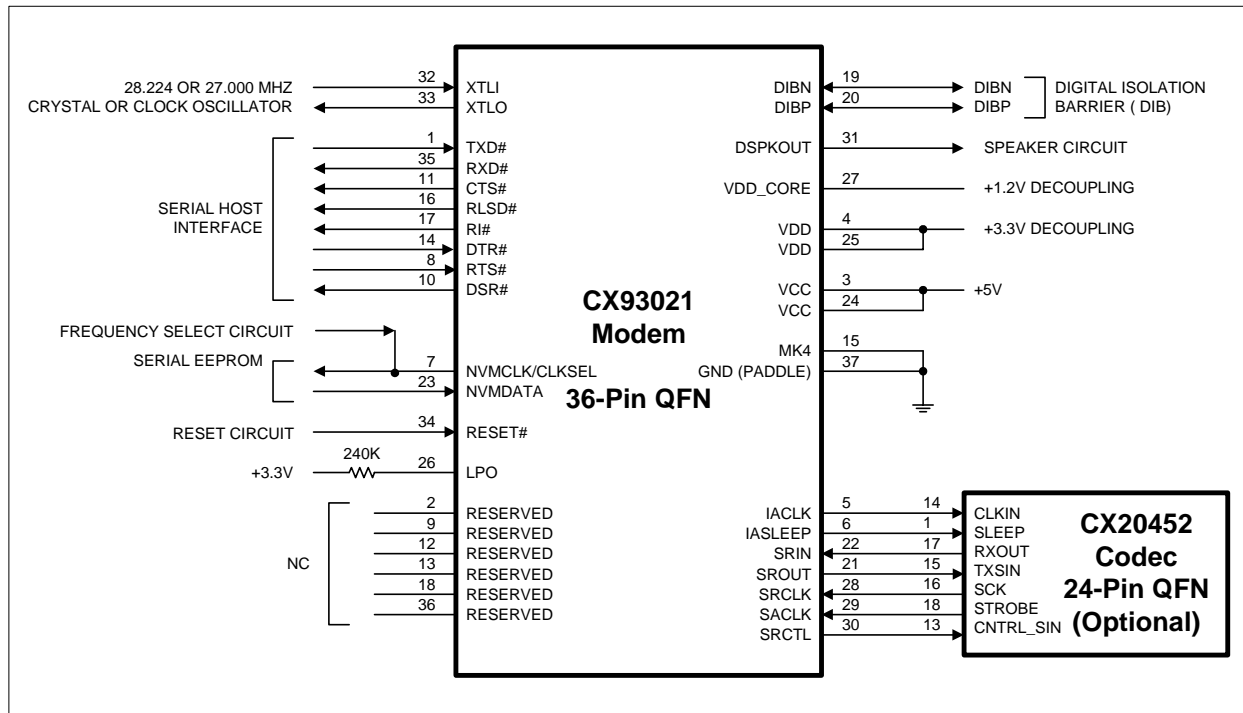 28.224 OR 27.000 MHZ
CRYSTAL OR CLOCK OSCILLATOR
32 XTLI
33 XTLO
SERIAL HOST
INTERFACE
1 TXD#
35 RXD#
11 CTS#
16 RLSD#
17 RI#
14 DTR#
8 RTS#
10 DSR#
FREQUENCY SELECT CIRCUIT
SERIAL EEPROM
7 NVMCLK/CLKSEL
23 NVMDATA
RESET CIRCUIT
34 RESET#
+3.3V 240K 26 LPO
NC
2 RESERVED
9 RESERVED
12 RESERVED
13 RESERVED
18 RESERVED
36 RESERVED
CX93021
Modem
36-Pin QFN
DIBN 19 DIBN
DIBP 20 DIBP
DIGITAL ISOLATION
BARRIER ( DIB)
DSPKOUT 31 SPEAKER CIRCUIT
VDD_CORE 27 +1.2V DECOUPLING
VDD 4 +3.3V DECOUPLING
VDD 25
VCC 3 +5V
VCC 24
MK4 15
GND (PADDLE) 37
IACLK 5 14 CLKIN
IASLEEP 6 1 SLEEP
SRIN 22 17 RXOUT
SROUT 21 15 TXSIN
SRCLK 28 16 SCK
SACLK 29 18 STROBE
SRCTL 30 13 CNTRL_SIN
CX20452
Codec
24-Pin QFN
(Optional)